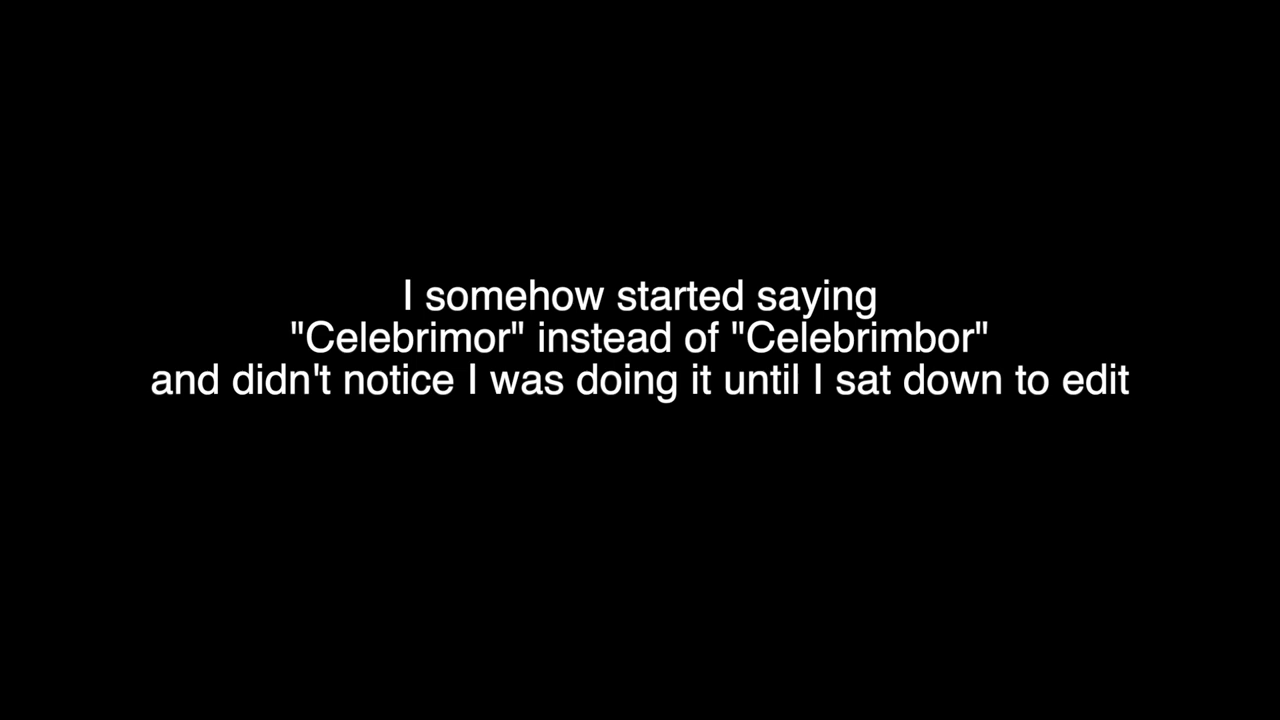 I somehow started saying
"Celebrimor" instead of "Celebrimbor"
and didn't notice I was doing it until I sat down to edit